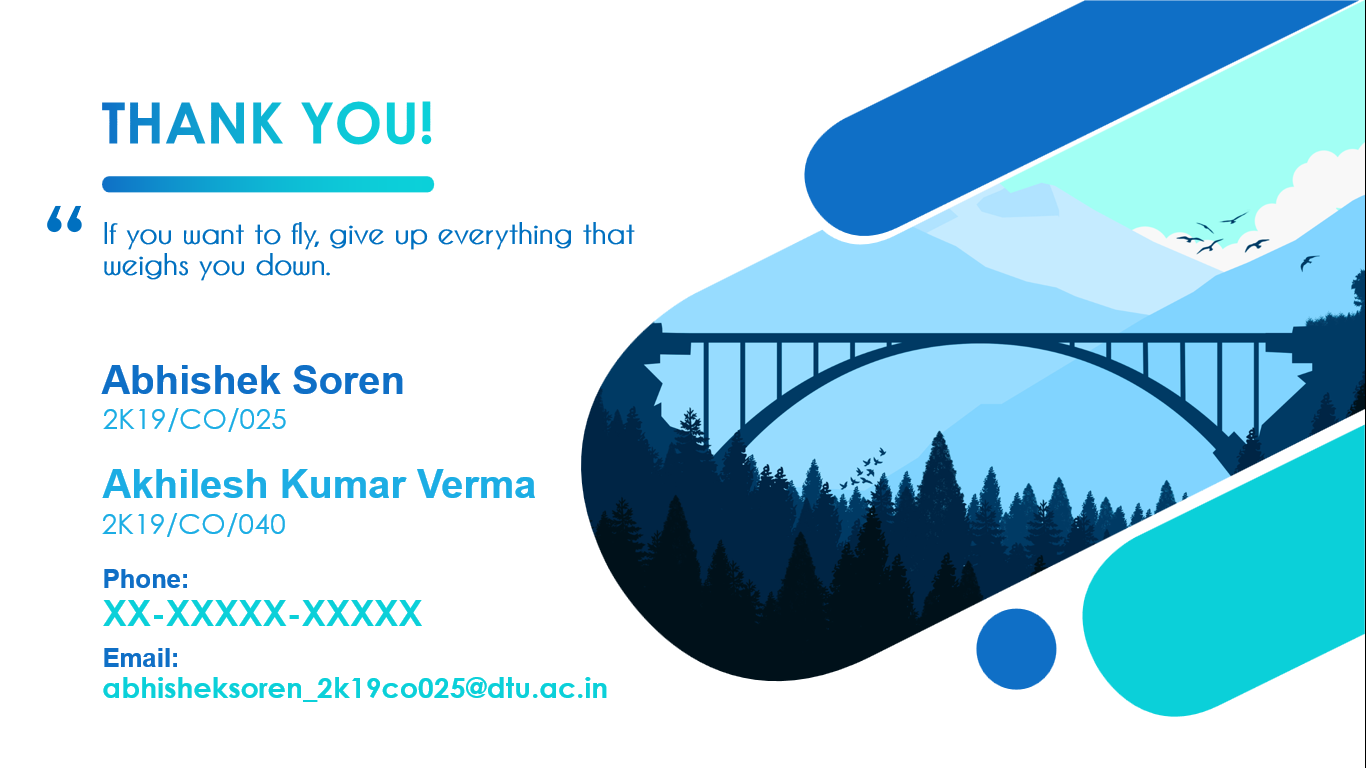 THANK YOU!
“ If you want to fly, give up everything that
weighs you down.
Abhishek Soren
2K19/CO/025
Akhilesh Kumar Verma
2K19/CO/040
Phone:
XX-XXXXX-XXXXX
Email:
abhisheksoren_2k19co025@dtu.ac.in